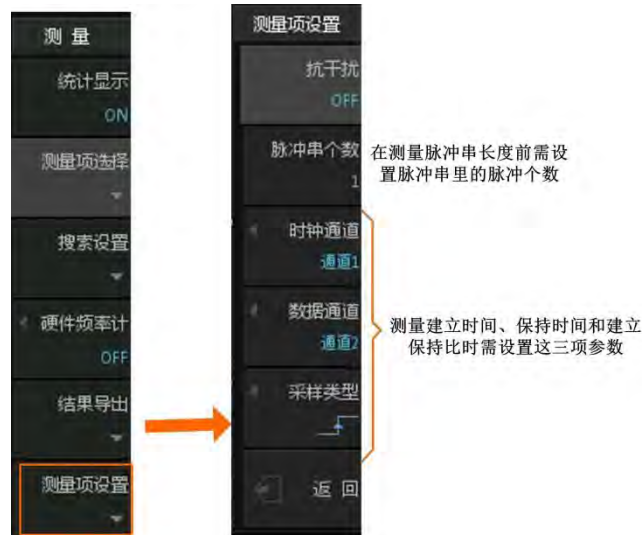 测 量
统计显示
ON
测量项选择
搜索设置
硬件频率计
OFF
结果导出
测量项设置
测量项设置
抗干扰
OFF
脉冲串个数
1
时钟通道
通道1
数据通道
通道2
采样类型
返 回
在测量脉冲串长度前需设
置脉冲串里的脉冲个数
测量建立时间、保持时间和建立
保持比时需设置这三项参数